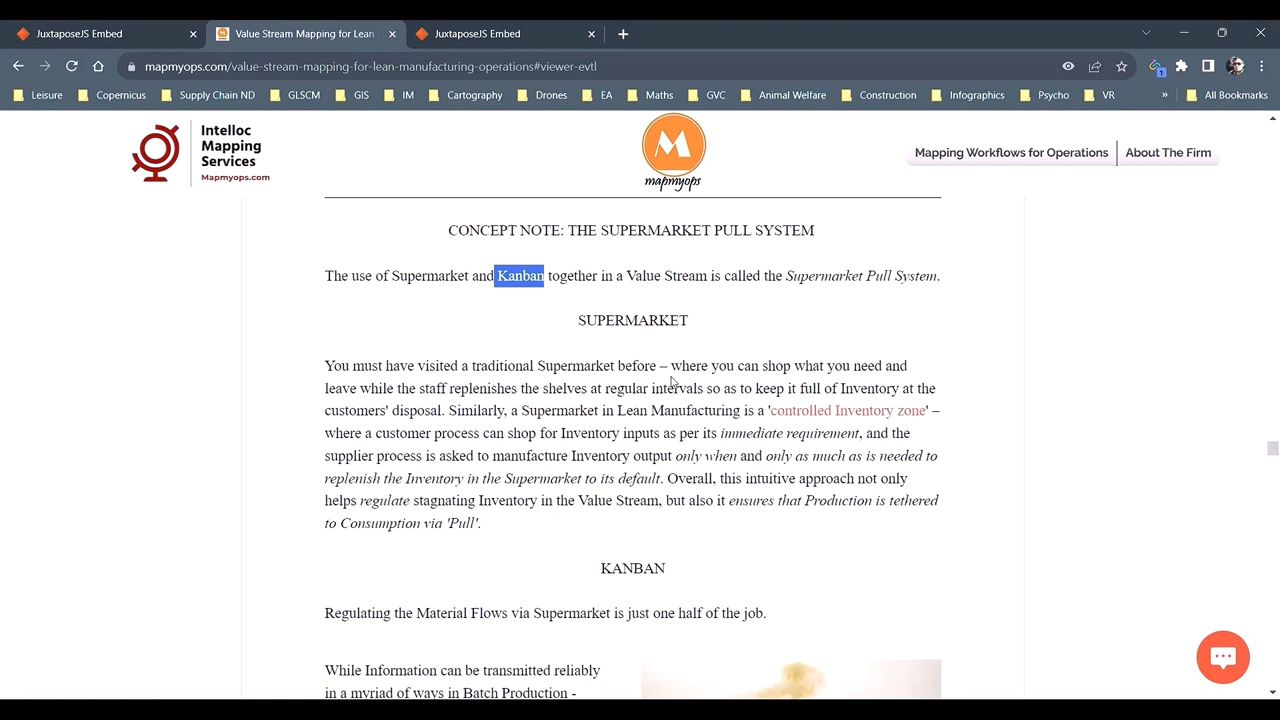 JuxtaposeJS Embed
Value Stream Mapping for Lean
JuxtaposeJS Embed
mapmyops.com/value-stream-mapping-for-lean-manufacturing-operations#viewer-evtl
1
Leisure
Copernicus
Supply Chain ND
GLSCM
GIS
IM
Cartography
Drones
EA
Maths
GVC
Animal Welfare
Construction
Infographics
Psycho
VR
»
All Bookmarks
Intelloc
Mapping
Services
Mapmyops.com
M
mapmyops
Mapping Workflows for Operations
About The Firm
CONCEPT NOTE: THE SUPERMARKET PULL SYSTEM
The use of Supermarket and Kanban together in a Value Stream is called the Supermarket Pull System.
SUPERMARKET
You must have visited a traditional Supermarket before – where you can shop what you need and
leave while the staff replenishes the shelves at regular intervals so as to keep it full of Inventory at the
customers' disposal. Similarly, a Supermarket in Lean Manufacturing is a 'controlled Inventory zone' –
where a customer process can shop for Inventory inputs as per its immediate requirement, and the
supplier process is asked to manufacture Inventory output only when and only as much as is needed to
replenish the Inventory in the Supermarket to its default. Overall, this intuitive approach not only
helps regulate stagnating Inventory in the Value Stream, but also it ensures that Production is tethered
to Consumption via 'Pull'.
KANBAN
Regulating the Material Flows via Supermarket is just one half of the job.
While Information can be transmitted reliably
in a myriad of ways in Batch Production -